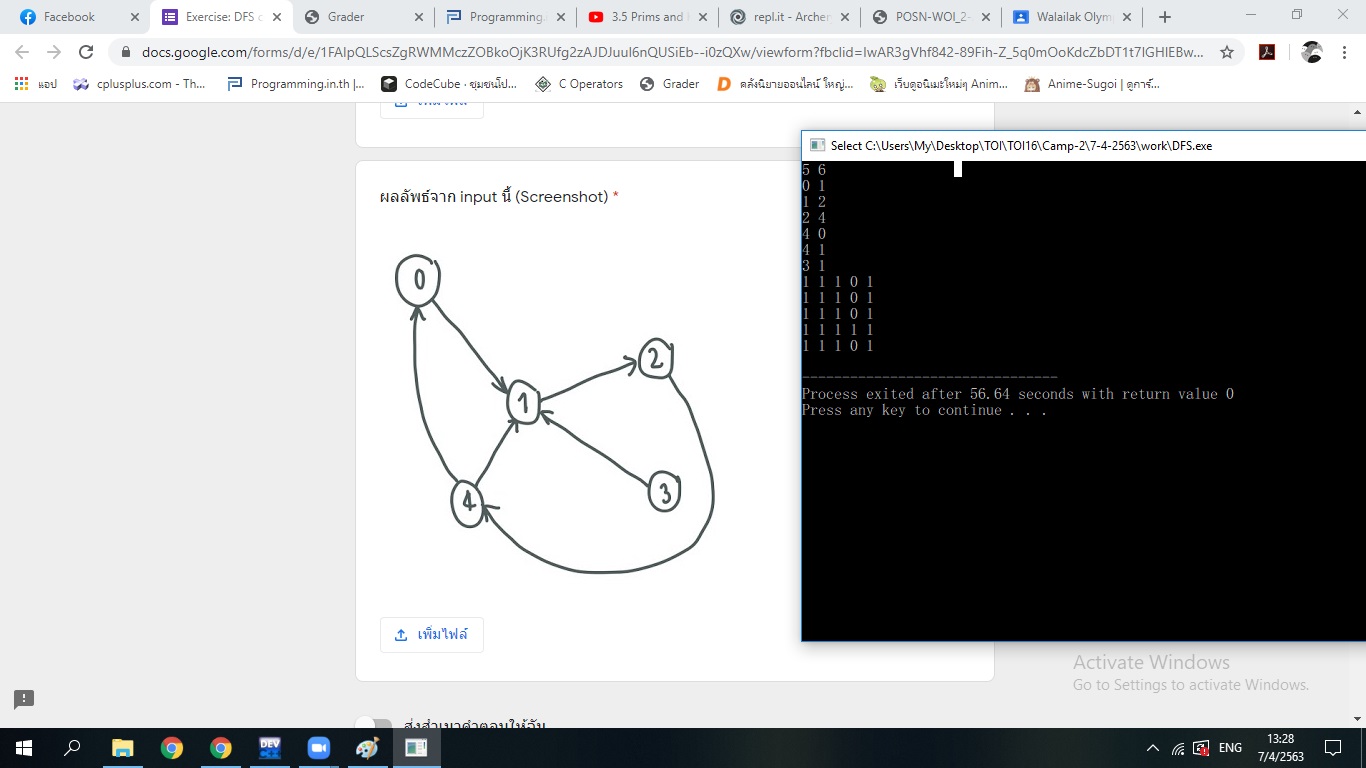 Facebook
Exercise: DFS c
Grader
Programming.i
3.5 Prims and
repl.it - Archer
POSN-WOI_2-
Walailak Olym
docs.google.com/forms/d/e/1FAIpQLScsZgRWMMczZOBkoOjK3RUfq2zAJDJuuI6nQUSiEb--i0zQXw/viewform?fbclid=IwAR3gVhf842-89Fih-Z_5q0mOoKdcZbDT1t7IGHlEBw...
แอป
cplusplus.com - Th...
Programming.in.th |...
CodeCube · ชุมชนโป...
C Operators
Grader
คลังนิยายออนไลน์ ใหญ่...
เว็บดูอนิเมะใหม่ๆ Anim...
Anime-Sugoi | ดูการ์...
เพิ่มไฟล์
ผลลัพธ์จาก input นี้ (Screenshot) *
0
1
2
3
4
เพิ่มไฟล์
ส่งสำเนาคำตอบให้ฉัน
Select C:\Users\My\Desktop\TOI\TOI16\Camp-2\7-4-2563\work\DFS.exe
5 6
0 1
1 2
2 4
4 0
4 1
3 1
1 1 1 0 1
1 1 1 0 1
1 1 1 0 1
1 1 1 1 1
1 1 1 0 1
--------------------------------
Process exited after 56.64 seconds with return value 0
Press any key to continue . . .
Activate Windows
Go to Settings to activate Windows.
DEV
ENG
13:28
7/4/2563